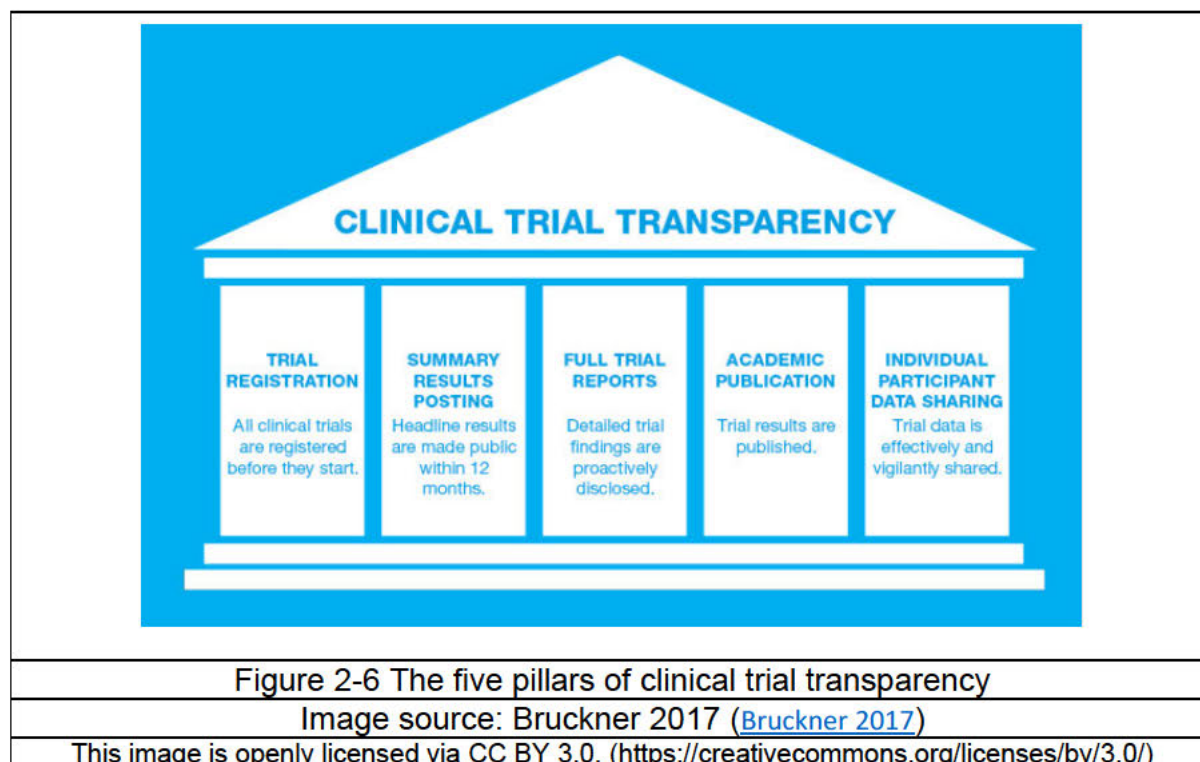 CLINICAL TRIAL TRANSPARENCY
TRIAL
REGISTRATION
All clinical trials
are registered
before they start.
SUMMARY
RESULTS
POSTING
Headline results
are made public
within 12
months.
FULL TRIAL
REPORTS
Detailed trial
findings are
proactively
disclosed.
ACADEMIC
PUBLICATION
Trial results are
published.
INDIVIDUAL
PARTICIPANT
DATA SHARING
Trial data is
effectively and
vigilantly shared.
Figure 2-6 The five pillars of clinical trial transparency
Image source: Bruckner 2017 (Bruckner 2017)
This image is openly licensed via CC BY 3.0. (https://creativecommons.org/licenses/by/3.0/)